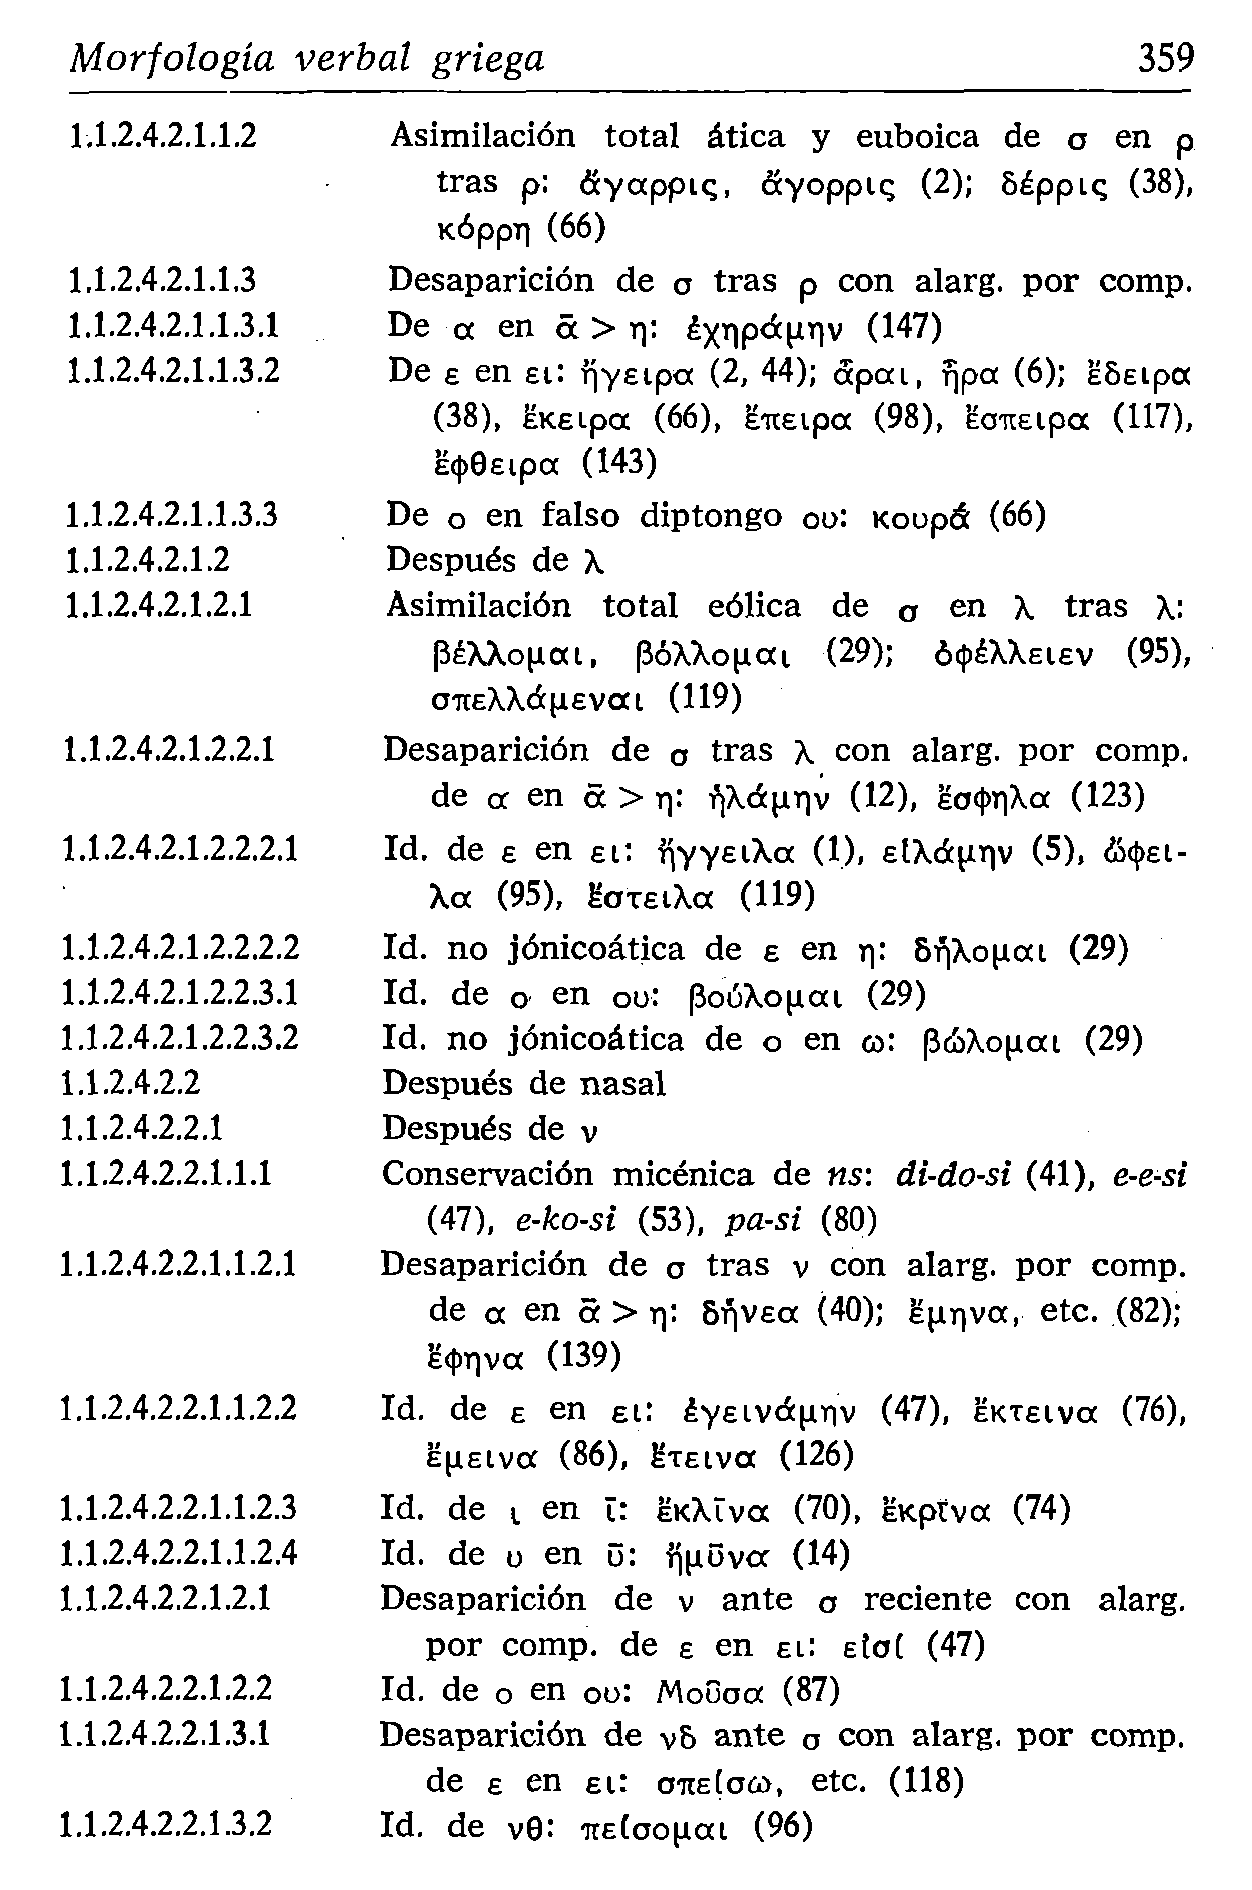 Morfología verbal griega 359
1.1.2.4.2.1.1.2 Asimilación total ática y euboica de σ en ρ
tras ρ: ἄγαρρις, ἄγορρις (2); δέρρις (38),
κόρρη (66)
1.1.2.4.2.1.1.3 Desaparición de σ tras ρ con alarg. por comp.
1.1.2.4.2.1.1.3.1 De α en ᾱ > η: ἐχηράμην (147)
1.1.2.4.2.1.1.3.2 De ε en ει: ἤγειρα (2, 44); ἆραι, ἦρα (6); ἔδειρα
(38), ἔκειρα (66), ἔπειρα (98), ἔσπειρα (117),
ἔφθειρα (143)
1.1.2.4.2.1.1.3.3 De ο en falso diptongo ου: κουρά (66)
1.1.2.4.2.1.2 Después de λ
1.1.2.4.2.1.2.1 Asimilación total eólica de σ en λ tras λ:
βέλλομαι, βόλλομαι (29); ὀφέλλειεν (95),
σπελλάμεναι (119)
1.1.2.4.2.1.2.2.1 Desaparición de σ tras λ con alarg. por comp.
de α en ᾱ > η: ἡλάμην (12), ἔσφηλα (123)
1.1.2.4.2.1.2.2.2.1 Id. de ε en ει: ἤγγειλα (1), εἱλάμην (5), ὤφει-
λα (95), ἔστειλα (119)
1.1.2.4.2.1.2.2.2.2 Id. no jónicoática de ε en η: δήλομαι (29)
1.1.2.4.2.1.2.2.3.1 Id. de ο en ου: βούλομαι (29)
1.1.2.4.2.1.2.2.3.2 Id. no jónicoática de ο en ω: βώλομαι (29)
1.1.2.4.2.2 Después de nasal
1.1.2.4.2.2.1 Después de ν
1.1.2.4.2.2.1.1.1 Conservación micénica de ns: di-do-si (41), e-e-si
(47), e-ko-si (53), pa-si (80)
1.1.2.4.2.2.1.1.2.1 Desaparición de σ tras ν con alarg. por comp.
de α en ᾱ > η: δήνεα (40); ἔμηνα, etc. (82);
ἔφηνα (139)
1.1.2.4.2.2.1.1.2.2 Id. de ε en ει: ἐγεινάμην (47), ἔκτεινα (76),
ἔμεινα (86), ἔτεινα (126)
1.1.2.4.2.2.1.1.2.3 Id. de ι en ῑ: ἔκλῑνα (70), ἔκρῑνα (74)
1.1.2.4.2.2.1.1.2.4 Id. de υ en ῡ: ἤμῡνα (14)
1.1.2.4.2.2.1.2.1 Desaparición de ν ante σ reciente con alarg.
por comp. de ε en ει: εἰσί (47)
1.1.2.4.2.2.1.2.2 Id. de ο en ου: Μοῦσα (87)
1.1.2.4.2.2.1.3.1 Desaparición de νδ ante σ con alarg. por comp.
de ε en ει: σπείσω, etc. (118)
1.1.2.4.2.2.1.3.2 Id. de νθ: πείσομαι (96)